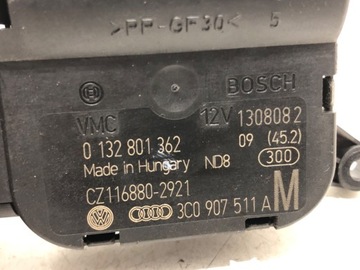 >PP-GF30< 5
BOSCH
VMC 12V 1308082
0 132 801 362 09 (45.2)
Made in Hungary ND8 300
CZ116880-2921
3C0 907 511 A M